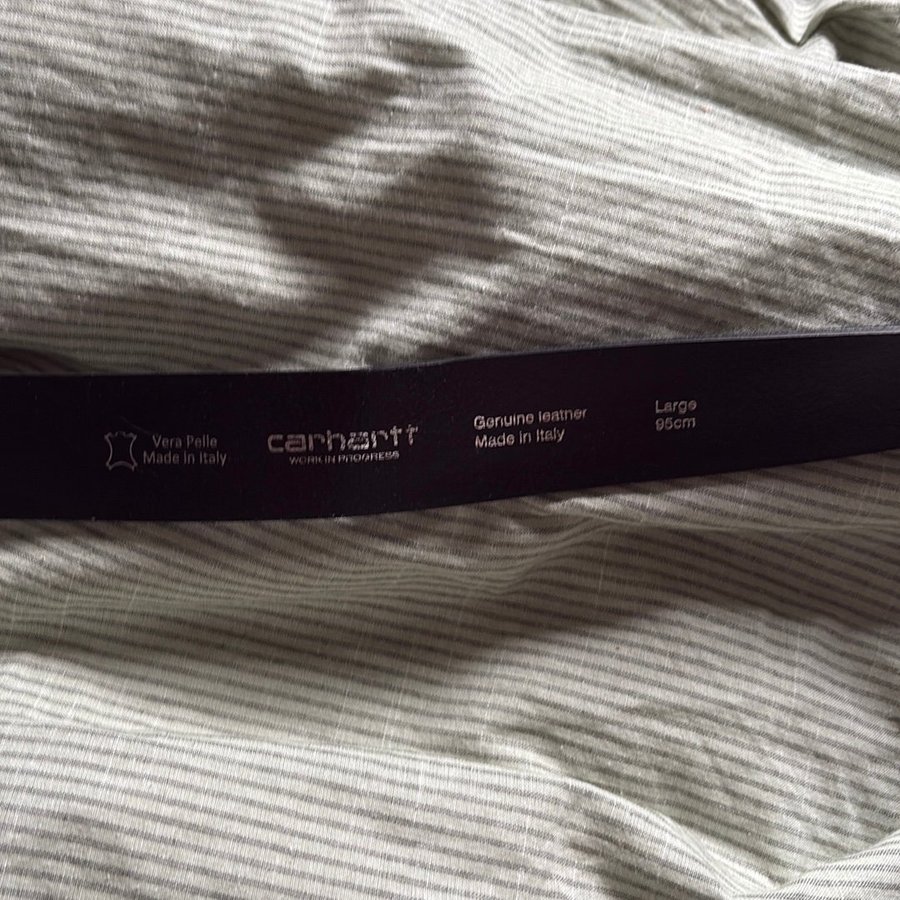 Vera Pelle
Made in Italy
carhartt
WORK IN PROGRESS
Genuine leather
Made in Italy
Large
95cm